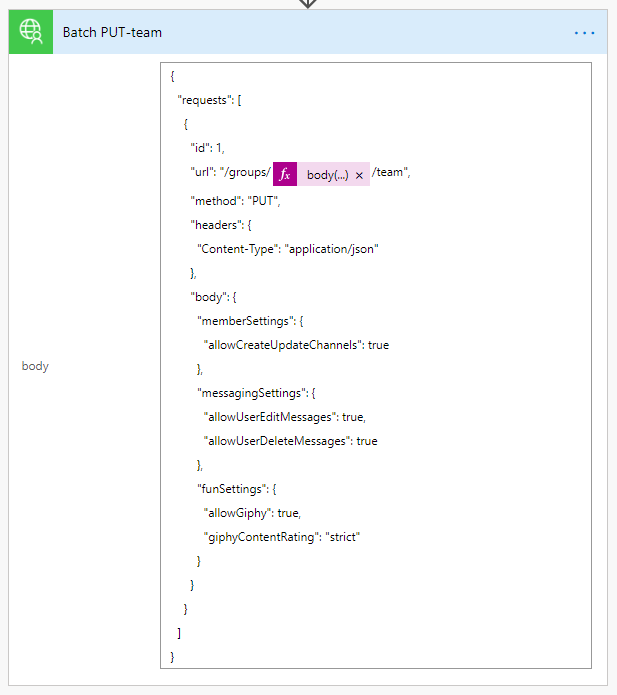 Batch PUT-team
...
body
{
"requests": [
{
"id": 1,
"url": "/groups/ fx body(...) × /team",
"method": "PUT",
"headers": {
"Content-Type": "application/json"
},
"body": {
"memberSettings": {
"allowCreateUpdateChannels": true
},
"messagingSettings": {
"allowUserEditMessages": true,
"allowUserDeleteMessages": true
},
"funSettings": {
"allowGiphy": true,
"giphyContentRating": "strict"
}
}
}
]
}